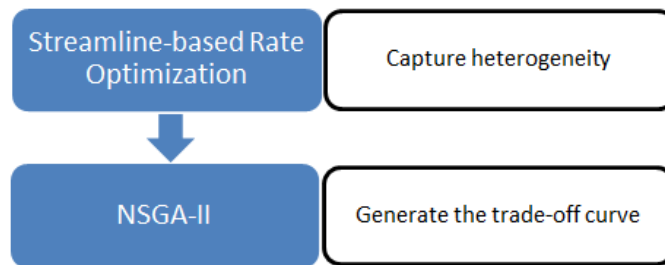 Streamline-based Rate
Optimization
Capture heterogeneity
NSGA-II
Generate the trade-off curve